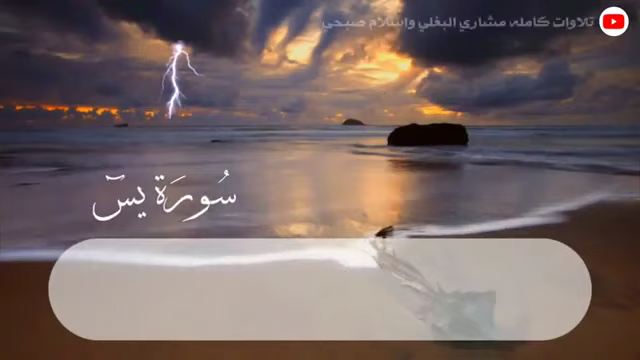 تلاوات كامله مشاري البغلي واسلام صبحي
سُورَة يسٓ